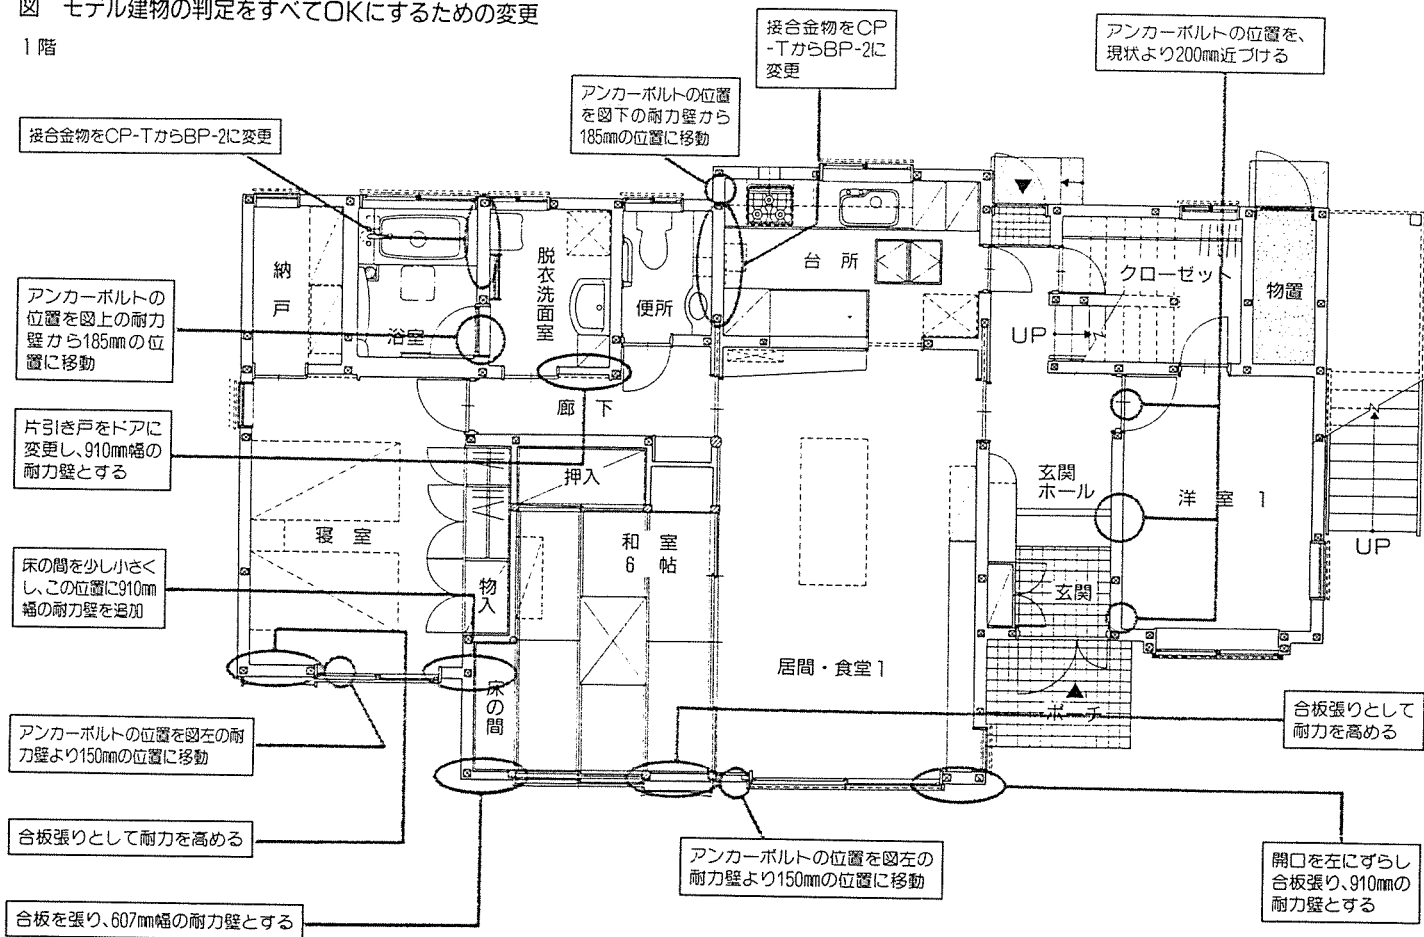 図　モデル建物の判定をすべてOKにするための変更
1階
接合金物をCP
-TからBP-2に
変更
アンカーボルトの位置を、
現状より200mm近づける
アンカーボルトの位置
を図下の耐力壁から
185mmの位置に移動
接合金物をCP-TからBP-2に変更
アンカーボルトの
位置を図上の耐力
壁から185mmの位
置に移動
片引き戸をドアに
変更し、910mm幅の
耐力壁とする
床の間を少し小さく
し、この位置に910mm
幅の耐力壁を追加
アンカーボルトの位置を図左の耐
力壁より150mmの位置に移動
合板張りとして耐力を高める
合板を張り、607mm幅の耐力壁とする
納戸
浴室
脱衣洗面室
便所
台所
クローゼット
物置
UP
廊下
押入
寝室
物入
和室
6帖
床の間
居間・食堂1
玄関
ホール
洋室1
玄関
ポーチ
UP
合板張りとして
耐力を高める
アンカーボルトの位置を図左の
耐力壁より150mmの位置に移動
開口を左にずらし
合板張り、910mmの
耐力壁とする